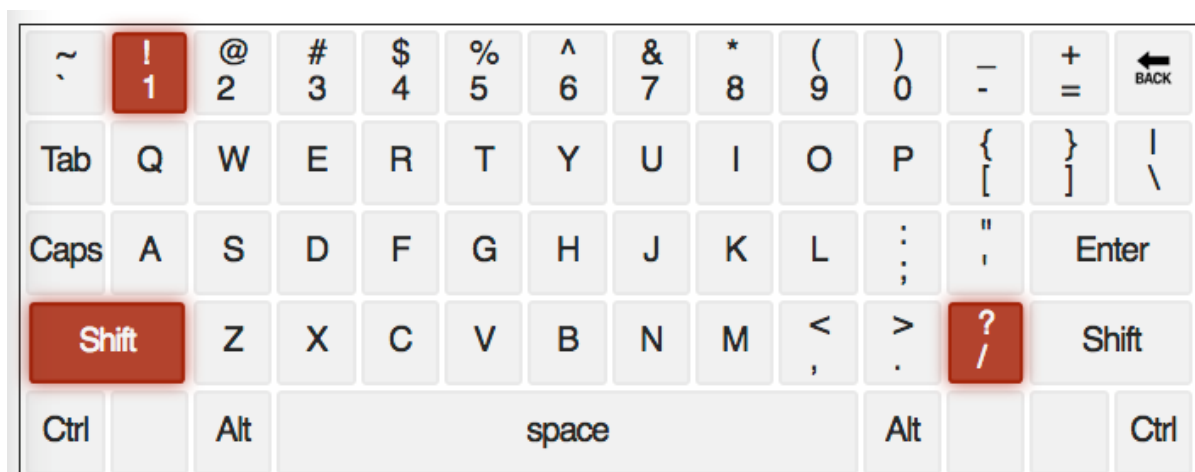 ~ ! @ # $ % ^ & * ( ) _ +
` 1 2 3 4 5 6 7 8 9 0 - = BACK
Tab Q W E R T Y U I O P { } |
[ ] \
Caps A S D F G H J K L : " Enter
; '
Shift Z X C V B N M < > ? Shift
, . /
Ctrl Alt space Alt Ctrl